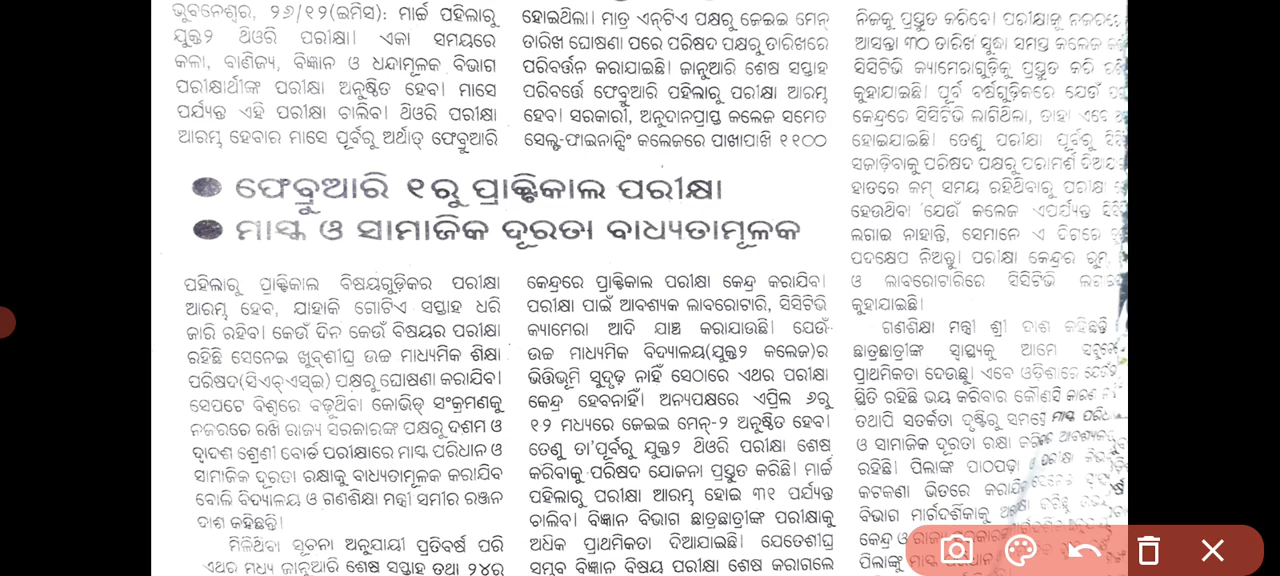 ଭୁବନେଶ୍ୱର, ୨୬/୧୨(ଇମିସ): ମାର୍ଚ୍ଚ ପହିଲାରୁ
ଯୁକ୍ତ୨ ଥିଓରି ପରୀକ୍ଷା। ଏକା ସମୟରେ
କଳା, ବାଣିଜ୍ୟ, ବିଜ୍ଞାନ ଓ ଧନ୍ଦାମୂଳକ ବିଭାଗ
ପରୀକ୍ଷାର୍ଥୀଙ୍କ ପରୀକ୍ଷା ଅନୁଷ୍ଠିତ ହେବ। ମାସେ
ପର୍ଯ୍ୟନ୍ତ ଏହି ପରୀକ୍ଷା ଚାଲିବ। ଥିଓରି ପରୀକ୍ଷା
ଆରମ୍ଭ ହେବାର ମାସେ ପୂର୍ବରୁ ଅର୍ଥାତ୍ ଫେବ୍ରୁଆରି
ହୋଇଥିଲା। ମାତ୍ର ଏନ୍‌ଟିଏ ପକ୍ଷରୁ ଜେଇଇ ମେନ୍
ତାରିଖ ଘୋଷଣା ପରେ ପରିଷଦ ପକ୍ଷରୁ ତାରିଖରେ
ପରିବର୍ତ୍ତନ କରାଯାଇଛି। ଜାନୁଆରି ଶେଷ ସପ୍ତାହ
ପରିବର୍ତ୍ତେ ଫେବ୍ରୁଆରି ପହିଲାରୁ ପରୀକ୍ଷା ଆରମ୍ଭ
ହେବ। ସରକାରୀ, ଅନୁଦାନପ୍ରାପ୍ତ କଲେଜ ସମେତ
ସେଲ୍ଫ-ଫାଇନାନ୍ସିଂ କଲେଜରେ ପାଖାପାଖି ୧୧୦୦
● ଫେବ୍ରୁଆରି ୧ରୁ ପ୍ରାକ୍ଟିକାଲ ପରୀକ୍ଷା
● ମାସ୍କ ଓ ସାମାଜିକ ଦୂରତା ବାଧ୍ୟତାମୂଳକ
ପହିଲାରୁ ପ୍ରାକ୍ଟିକାଲ ବିଷୟଗୁଡ଼ିକର ପରୀକ୍ଷା
ଆରମ୍ଭ ହେବ, ଯାହାକି ଗୋଟିଏ ସପ୍ତାହ ଧରି
ଜାରି ରହିବ। କେଉଁ ଦିନ କେଉଁ ବିଷୟର ପରୀକ୍ଷା
ରହିଛି ସେନେଇ ଖୁବ୍‌ଶୀଘ୍ର ଉଚ୍ଚ ମାଧ୍ୟମିକ ଶିକ୍ଷା
ପରିଷଦ(ସିଏଚ୍‌ଏସ୍‌ଇ) ପକ୍ଷରୁ ଘୋଷଣା କରାଯିବ।
ସେପଟେ ବିଶ୍ୱରେ ବଢ଼ୁଥିବା କୋଭିଡ୍ ସଂକ୍ରମଣକୁ
ନଜରରେ ରଖି ରାଜ୍ୟ ସରକାରଙ୍କ ପକ୍ଷରୁ ଦଶମ ଓ
ଦ୍ୱାଦଶ ଶ୍ରେଣୀ ବୋର୍ଡ ପରୀକ୍ଷାରେ ମାସ୍କ ପରିଧାନ ଓ
ସାମାଜିକ ଦୂରତା ରକ୍ଷାକୁ ବାଧ୍ୟତାମୂଳକ କରାଯିବ
ବୋଲି ବିଦ୍ୟାଳୟ ଓ ଗଣଶିକ୍ଷା ମନ୍ତ୍ରୀ ସମୀର ରଞ୍ଜନ
ଦାଶ କହିଛନ୍ତି।
ମିଳିଥିବା ସୂଚନା ଅନୁଯାୟୀ ପ୍ରତିବର୍ଷ ପରି
ଏଥର ମଧ୍ୟ ଜାନୁଆରି ଶେଷ ସପ୍ତାହ ତଥା ୨୪ରୁ
କେନ୍ଦ୍ରରେ ପ୍ରାକ୍ଟିକାଲ ପରୀକ୍ଷା କେନ୍ଦ୍ର କରାଯିବ।
ପରୀକ୍ଷା ପାଇଁ ଆବଶ୍ୟକ ଲାବରୋଟାରି, ସିସିଟିଭି
କ୍ୟାମେରା ଆଦି ଯାଞ୍ଚ କରାଯାଉଛି। ଯେଉଁ
ଉଚ୍ଚ ମାଧ୍ୟମିକ ବିଦ୍ୟାଳୟ(ଯୁକ୍ତ୨ କଲେଜ)ର
ଭିତ୍ତିଭୂମି ସୁଦୃଢ଼ ନାହିଁ ସେଠାରେ ଏଥର ପରୀକ୍ଷା
କେନ୍ଦ୍ର ହେବନାହିଁ। ଅନ୍ୟପକ୍ଷରେ ଏପ୍ରିଲ ୬ରୁ
୧୨ ମଧ୍ୟରେ ଜେଇଇ ମେନ୍-୨ ଅନୁଷ୍ଠିତ ହେବ।
ତେଣୁ ତା'ପୂର୍ବରୁ ଯୁକ୍ତ୨ ଥିଓରି ପରୀକ୍ଷା ଶେଷ
କରିବାକୁ ପରିଷଦ ଯୋଜନା ପ୍ରସ୍ତୁତ କରିଛି। ମାର୍ଚ୍ଚ
ପହିଲାରୁ ପରୀକ୍ଷା ଆରମ୍ଭ ହୋଇ ୩୧ ପର୍ଯ୍ୟନ୍ତ
ଚାଲିବ। ବିଜ୍ଞାନ ବିଭାଗ ଛାତ୍ରଛାତ୍ରୀଙ୍କ ପରୀକ୍ଷାକୁ
ଅଧିକ ପ୍ରାଥମିକତା ଦିଆଯାଇଛି। ଯେତେଶୀଘ୍ର
ସମ୍ଭବ ବିଜ୍ଞାନ ବିଷୟ ପରୀକ୍ଷା ଶେଷ କରାଗଲେ
ନିଜକୁ ପ୍ରସ୍ତୁତ କରିବେ। ପରୀକ୍ଷାକୁ
ଆସନ୍ତା ୩୦ ତାରିଖ ସୁଦ୍ଧା ସମସ୍ତ କଲେଜ
ସିସିଟିଭି କ୍ୟାମେରାଗୁଡ଼ିକୁ ପ୍ରସ୍ତୁତ କରି
କୁହାଯାଇଛି। ପୂର୍ବ ବର୍ଷଗୁଡ଼ିକରେ ଯେଉଁ
କେନ୍ଦ୍ରରେ ସିସିଟିଭି ଲାଗିଥିଲା, ତାହା ଏବେ
ହୋଇଯାଇଛି। ତେଣୁ ପରୀକ୍ଷା ପୂର୍ବରୁ
ସଜାଡ଼ିବାକୁ ପରିଷଦ ପକ୍ଷରୁ ପରାମର୍ଶ
ହାତରେ କମ୍ ସମୟ ରହିଥିବାରୁ ପରୀକ୍ଷା
ହେଉଥିବା ଯେଉଁ କଲେଜ ଏପର୍ଯ୍ୟନ୍ତ
ଲଗାଇ ନାହାନ୍ତି, ସେମାନେ ଏ ଦିଗରେ
ପଦକ୍ଷେପ ନିଅନ୍ତୁ। ପରୀକ୍ଷା କେନ୍ଦ୍ରର ରୁମ୍
ଓ ଲାବରୋଟାରିରେ ସିସିଟିଭି
କୁହାଯାଇଛି।
ଗଣଶିକ୍ଷା ମନ୍ତ୍ରୀ ଶ୍ରୀ ଦାଶ କହିଛନ୍ତି
ଛାତ୍ରଛାତ୍ରୀଙ୍କ ସ୍ୱାସ୍ଥ୍ୟକୁ ଆମେ
ପ୍ରାଥମିକତା ଦେଉଛୁ। ଏବେ ଓଡ଼ିଶାରେ
ସ୍ଥିତି ରହିଛି ଭୟ କରିବାର କୌଣସି କାରଣ
ତଥାପି ସତର୍କତା ଦୃଷ୍ଟିରୁ ସମସ୍ତେ ମାସ୍କ
ଓ ସାମାଜିକ ଦୂରତା ରକ୍ଷା
ରହିଛି। ପିଲାଙ୍କ ପାଠପଢ଼ା ଓ ପରୀକ୍ଷା
କଟକଣା ଭିତରେ
ବିଭାଗ ମାର୍ଗଦର୍ଶିକାକୁ
କେନ୍ଦ୍ର ଓ
ପିଲାଙ୍କୁ